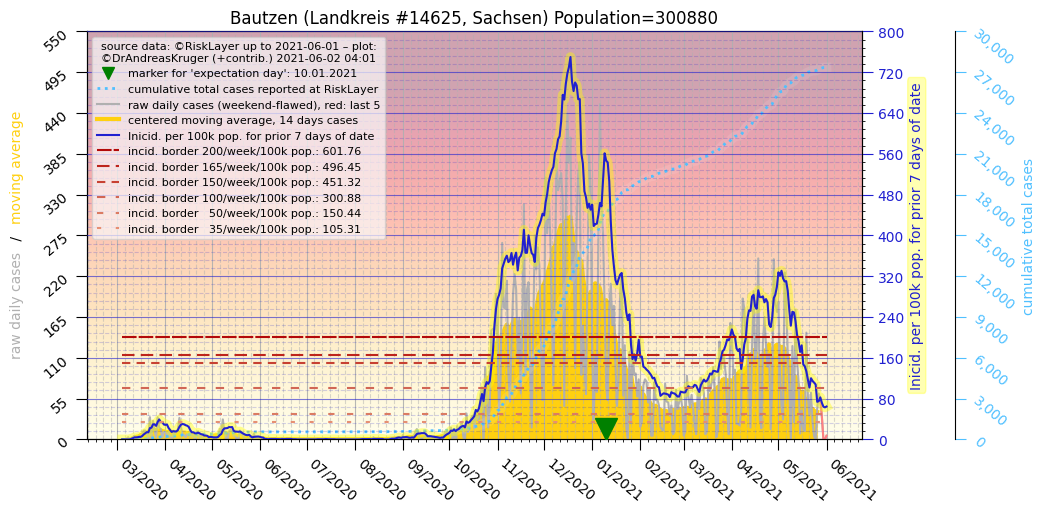 Bautzen (Landkreis #14625, Sachsen) Population=300880
source data: ©RiskLayer up to 2021-06-01 – plot:
©DrAndreasKruger (+contrib.) 2021-06-02 04:01
marker for 'expectation day': 10.01.2021
cumulative total cases reported at RiskLayer
raw daily cases (weekend-flawed), red: last 5
centered moving average, 14 days cases
Inicid. per 100k pop. for prior 7 days of date
incid. border 200/week/100k pop.: 601.76
incid. border 165/week/100k pop.: 496.45
incid. border 150/week/100k pop.: 451.32
incid. border 100/week/100k pop.: 300.88
incid. border 50/week/100k pop.: 150.44
incid. border 35/week/100k pop.: 105.31
raw daily cases / moving average
550
495
440
385
330
275
220
165
110
55
0
03/2020
04/2020
05/2020
06/2020
07/2020
08/2020
09/2020
10/2020
11/2020
12/2020
01/2021
02/2021
03/2021
04/2021
05/2021
06/2021
800
720
640
560
480
400
320
240
160
80
0
Inicid. per 100k pop. for prior 7 days of date
30,000
27,000
24,000
21,000
18,000
15,000
12,000
9,000
6,000
3,000
0
cumulative total cases